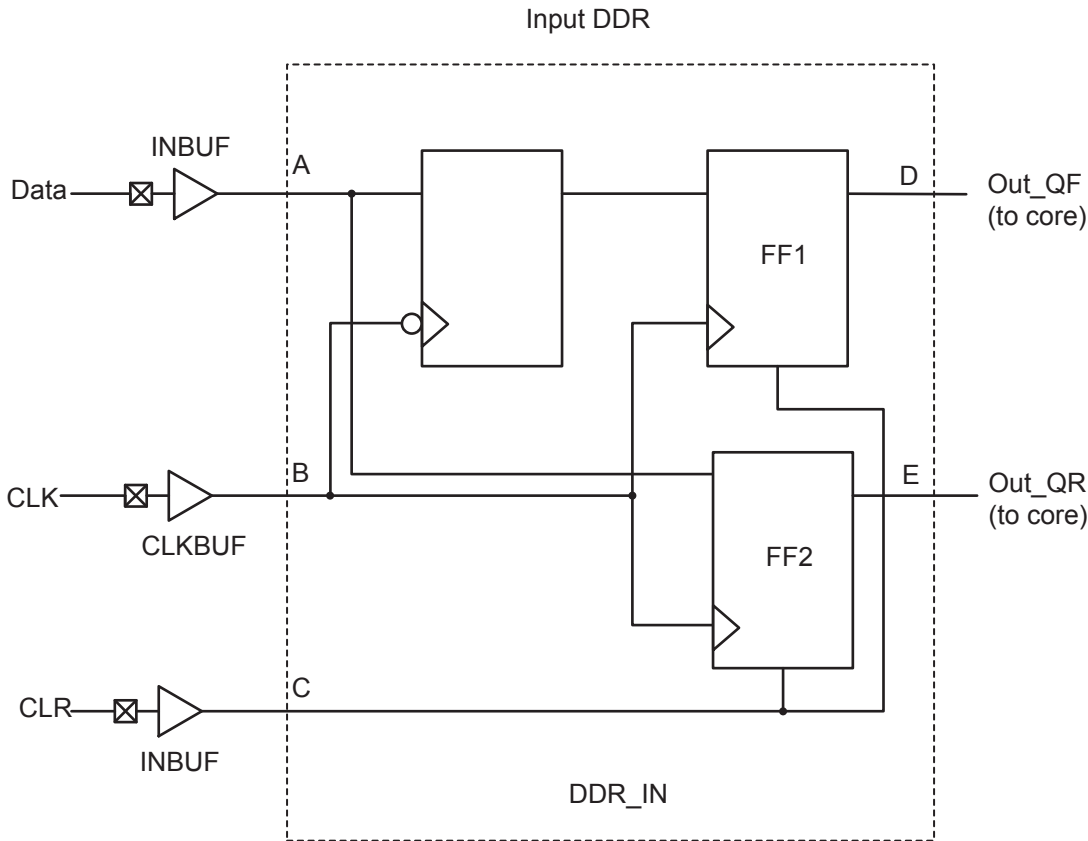 Input DDR
INBUF
A
Data
D
Out_QF
(to core)
FF1
B
CLK
CLKBUF
E
Out_QR
(to core)
FF2
C
CLR
INBUF
DDR_IN